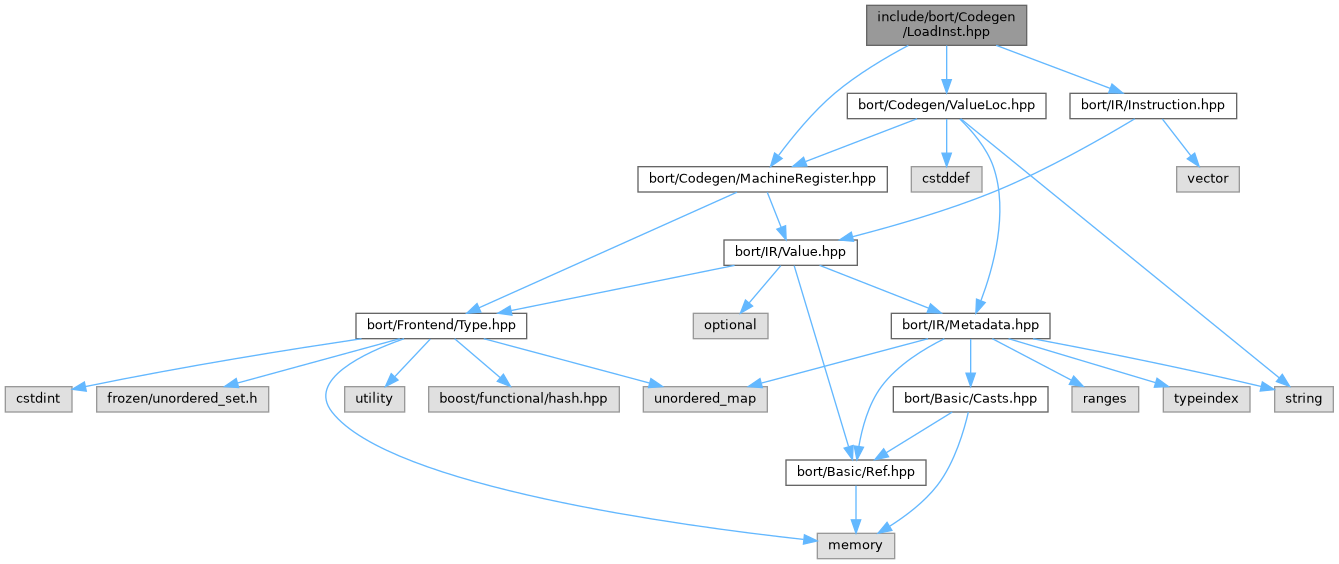 include/bort/Codegen
/LoadInst.hpp
bort/Codegen/ValueLoc.hpp
bort/IR/Instruction.hpp
bort/Codegen/MachineRegister.hpp
cstddef
vector
bort/IR/Value.hpp
bort/Frontend/Type.hpp
optional
bort/IR/Metadata.hpp
cstdint
frozen/unordered_set.h
utility
boost/functional/hash.hpp
unordered_map
bort/Basic/Casts.hpp
ranges
typeindex
string
bort/Basic/Ref.hpp
memory